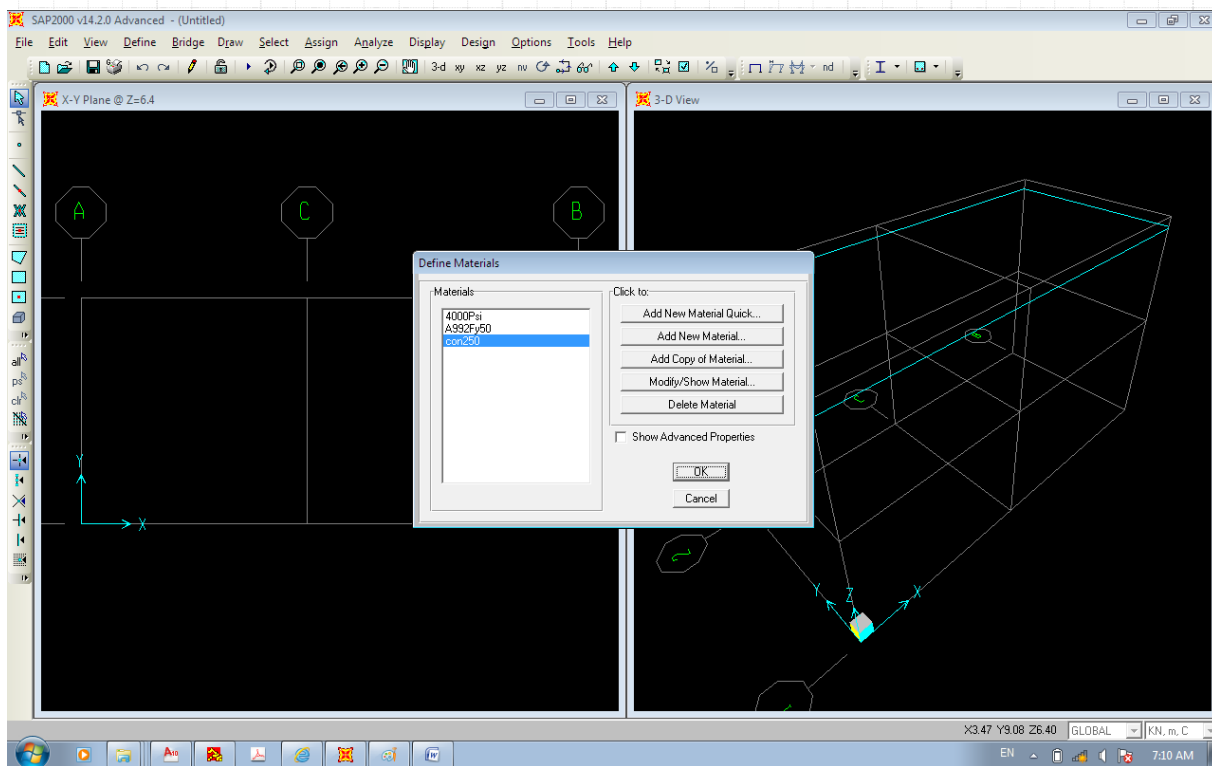 SAP2000 v14.2.0 Advanced - (Untitled)
File Edit View Define Bridge Draw Select Assign Analyze Display Design Options Tools Help
3-d xy xz yz nv nd
X-Y Plane @ Z=6.4
3-D View
A
C
B
Define Materials
Materials
4000Psi
A992Fy50
con250
Click to:
Add New Material Quick...
Add New Material...
Add Copy of Material...
Modify/Show Material...
Delete Material
Show Advanced Properties
OK
Cancel
all
ps
clr
Y
X
Y
Z
X
X3.47 Y9.08 Z6.40
GLOBAL
KN, m, C
EN
7:10 AM